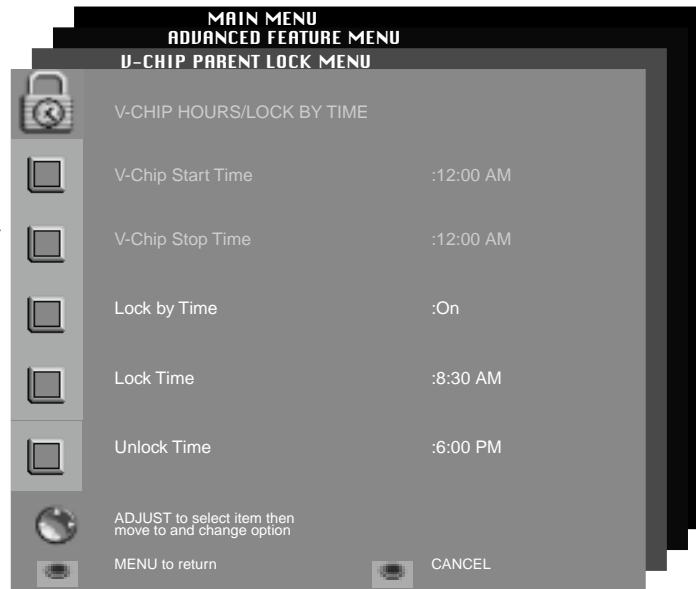 MAIN MENU
ADVANCED FEATURE MENU
V-CHIP PARENT LOCK MENU
V-CHIP HOURS/LOCK BY TIME
V-Chip Start Time :12:00 AM
V-Chip Stop Time :12:00 AM
Lock by Time :On
Lock Time :8:30 AM
Unlock Time :6:00 PM
ADJUST to select item then
move to and change option
MENU to return CANCEL